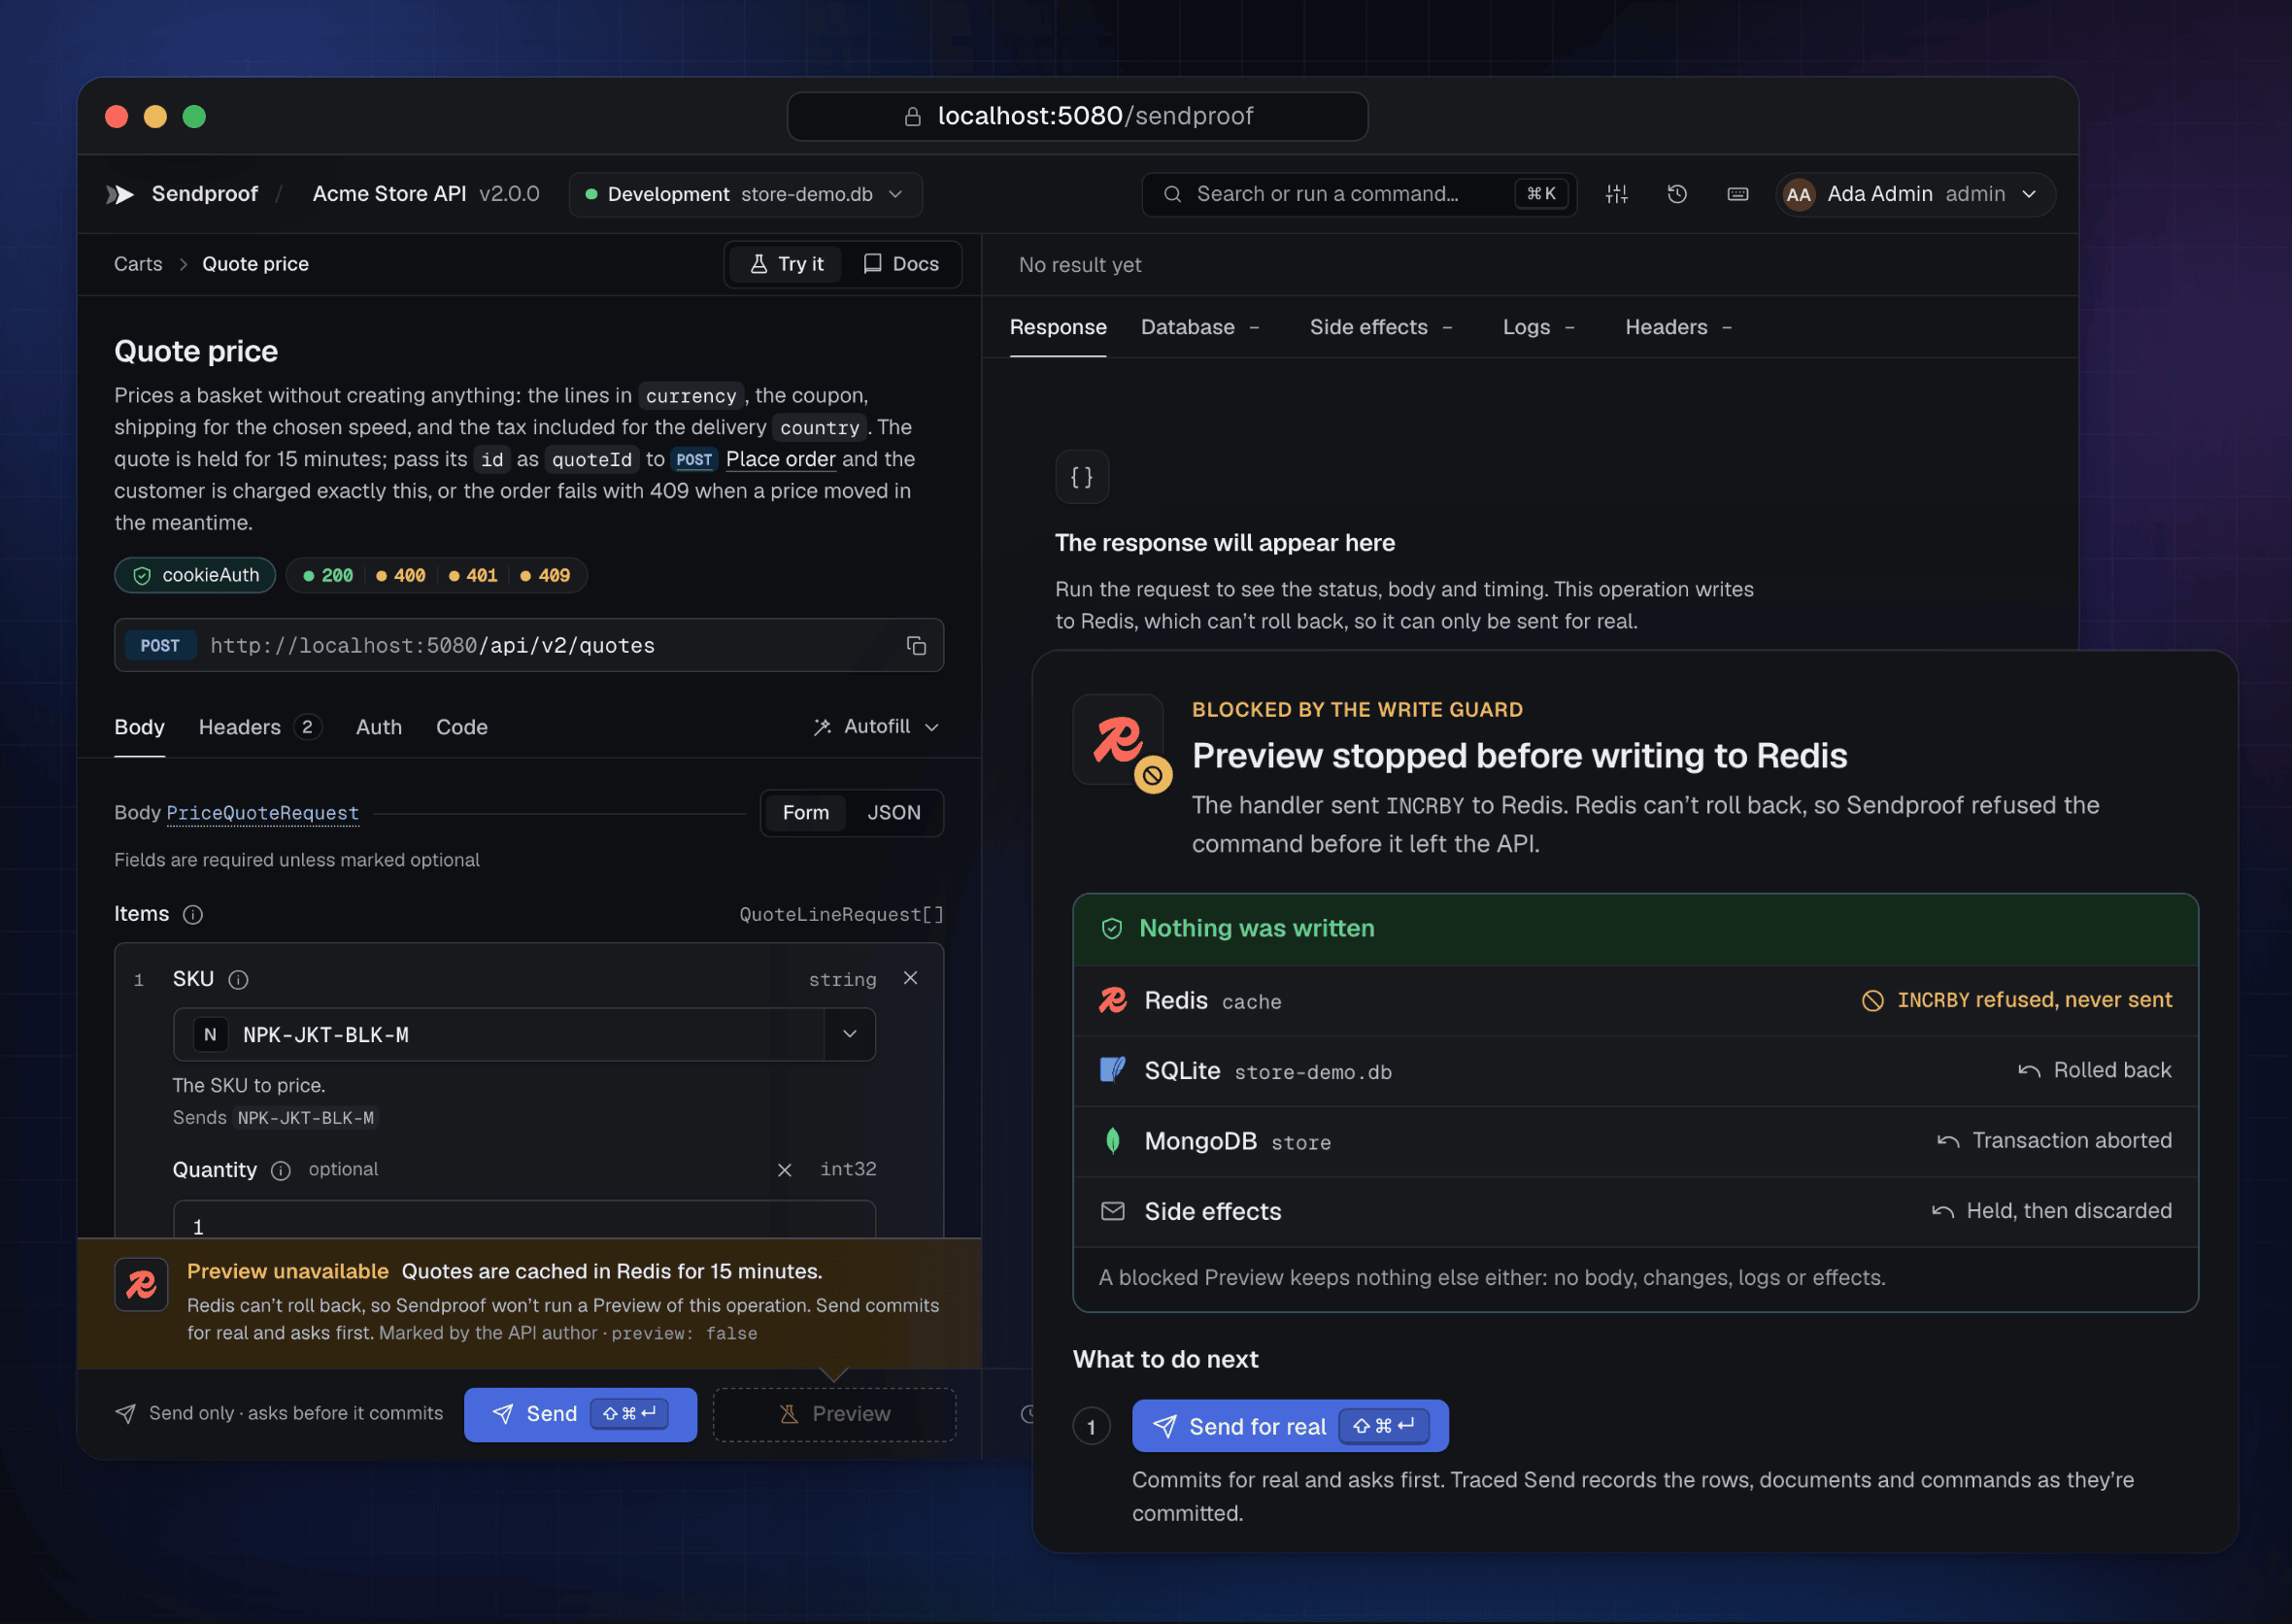 localhost:5080/sendproof
Sendproof / Acme Store API v2.0.0
Development store-demo.db
Search or run a command... ⌘K
AA Ada Admin admin
Carts > Quote price
Try it Docs
Quote price
Prices a basket without creating anything: the lines in currency, the coupon,
shipping for the chosen speed, and the tax included for the delivery country. The
quote is held for 15 minutes; pass its id as quoteId to POST Place order and the
customer is charged exactly this, or the order fails with 409 when a price moved in
the meantime.
cookieAuth 200 400 401 409
POST http://localhost:5080/api/v2/quotes
Body Headers 2 Auth Code Autofill
Body PriceQuoteRequest Form JSON
Fields are required unless marked optional
Items QuoteLineRequest[]
1 SKU string
N NPK-JKT-BLK-M
The SKU to price.
Sends NPK-JKT-BLK-M
Quantity optional int32
1
Preview unavailable Quotes are cached in Redis for 15 minutes.
Redis can’t roll back, so Sendproof won’t run a Preview of this operation. Send commits
for real and asks first. Marked by the API author · preview: false
Send only · asks before it commits
Send ⇧⌘↵
Preview
No result yet
Response Database – Side effects – Logs – Headers –
{}
The response will appear here
Run the request to see the status, body and timing. This operation writes
to Redis, which can’t roll back, so it can only be sent for real.
BLOCKED BY THE WRITE GUARD
Preview stopped before writing to Redis
The handler sent INCRBY to Redis. Redis can’t roll back, so Sendproof refused the
command before it left the API.
Nothing was written
Redis cache INCRBY refused, never sent
SQLite store-demo.db Rolled back
MongoDB store Transaction aborted
Side effects Held, then discarded
A blocked Preview keeps nothing else either: no body, changes, logs or effects.
What to do next
1 Send for real ⇧⌘↵
Commits for real and asks first. Traced Send records the rows, documents and commands as they’re
committed.